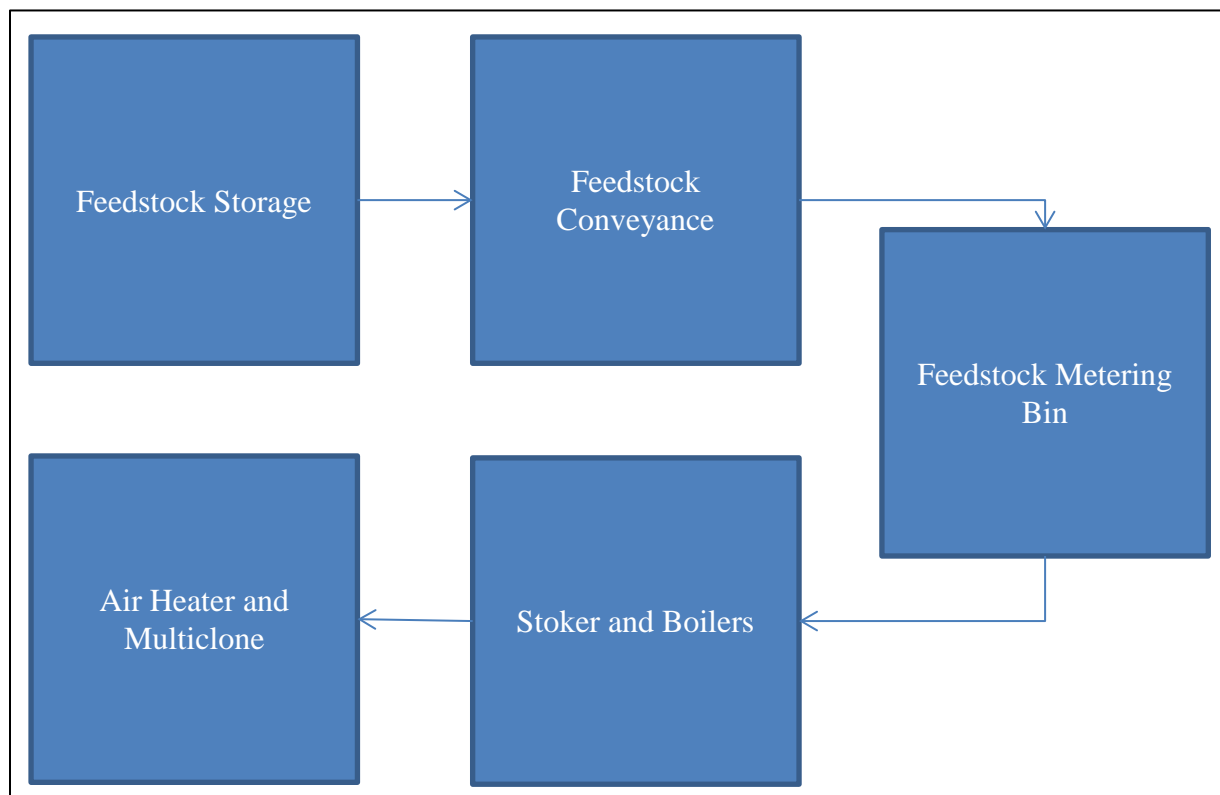 Feedstock Storage
Feedstock
Conveyance
Feedstock Metering
Bin
Stoker and Boilers
Air Heater and
Multiclone